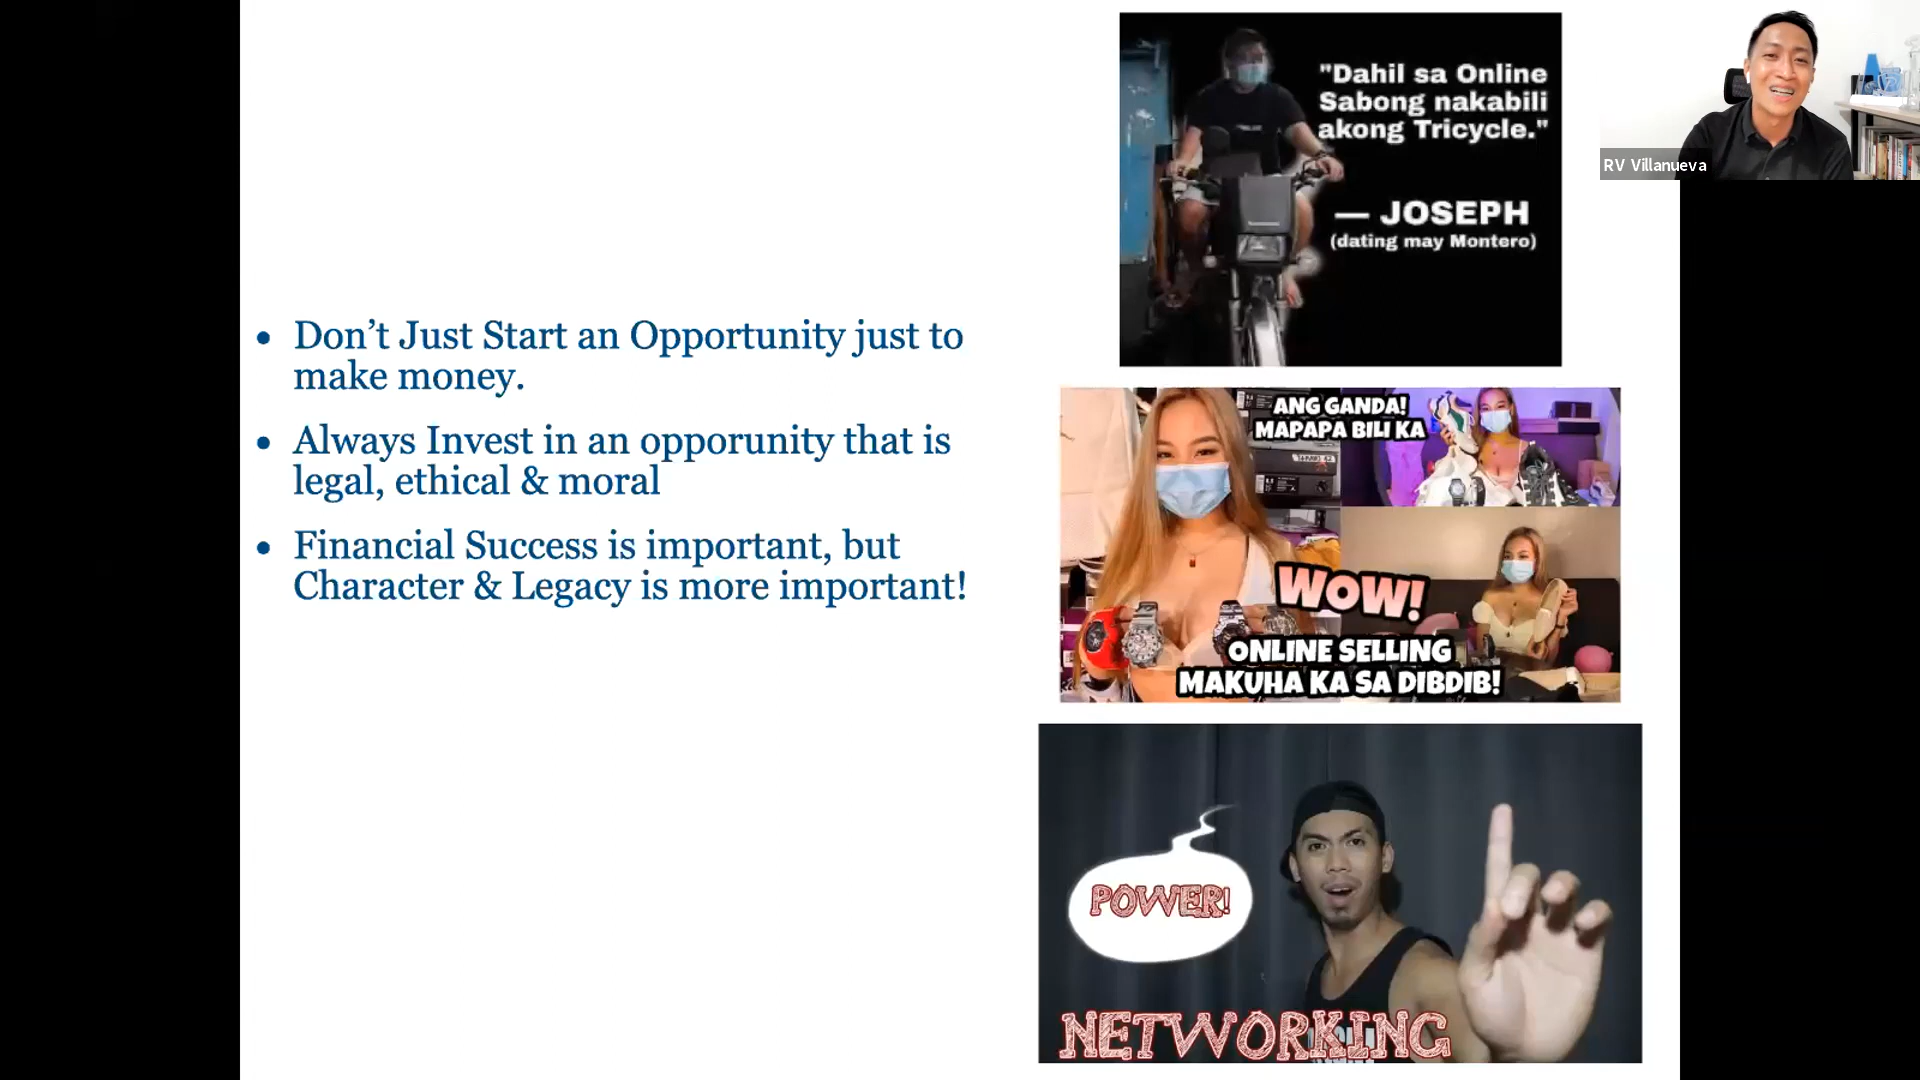 • Don’t Just Start an Opportunity just to
make money.
• Always Invest in an opporunity that is
legal, ethical & moral
• Financial Success is important, but
Character & Legacy is more important!
"Dahil sa Online
Sabong nakabili
akong Tricycle."
— JOSEPH
(dating may Montero)
ANG GANDA!
MAPAPA BILI KA
WOW!
ONLINE SELLING
MAKUHA KA SA DIBDIB!
POWER!
NETWORKING
RV Villanueva